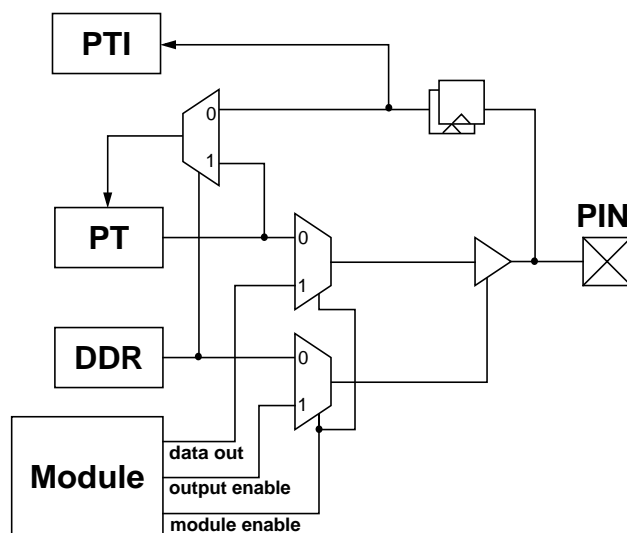 PTI
0
1
PT
PIN
0
1
DDR
0
1
Module
data out
output enable
module enable